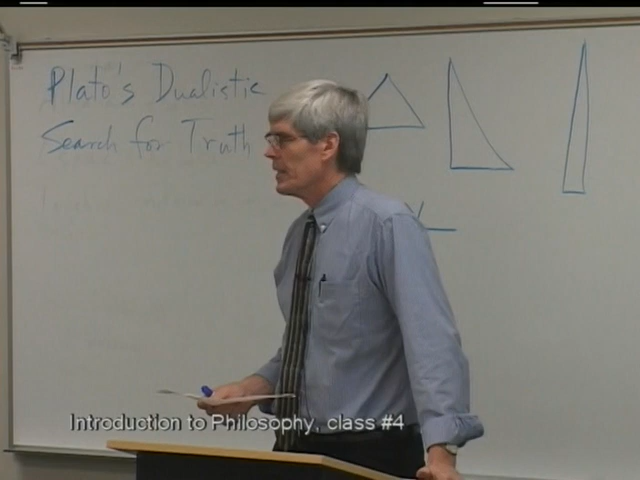 Plato's Dualistic
Search for Truth
Introduction to Philosophy, class #4